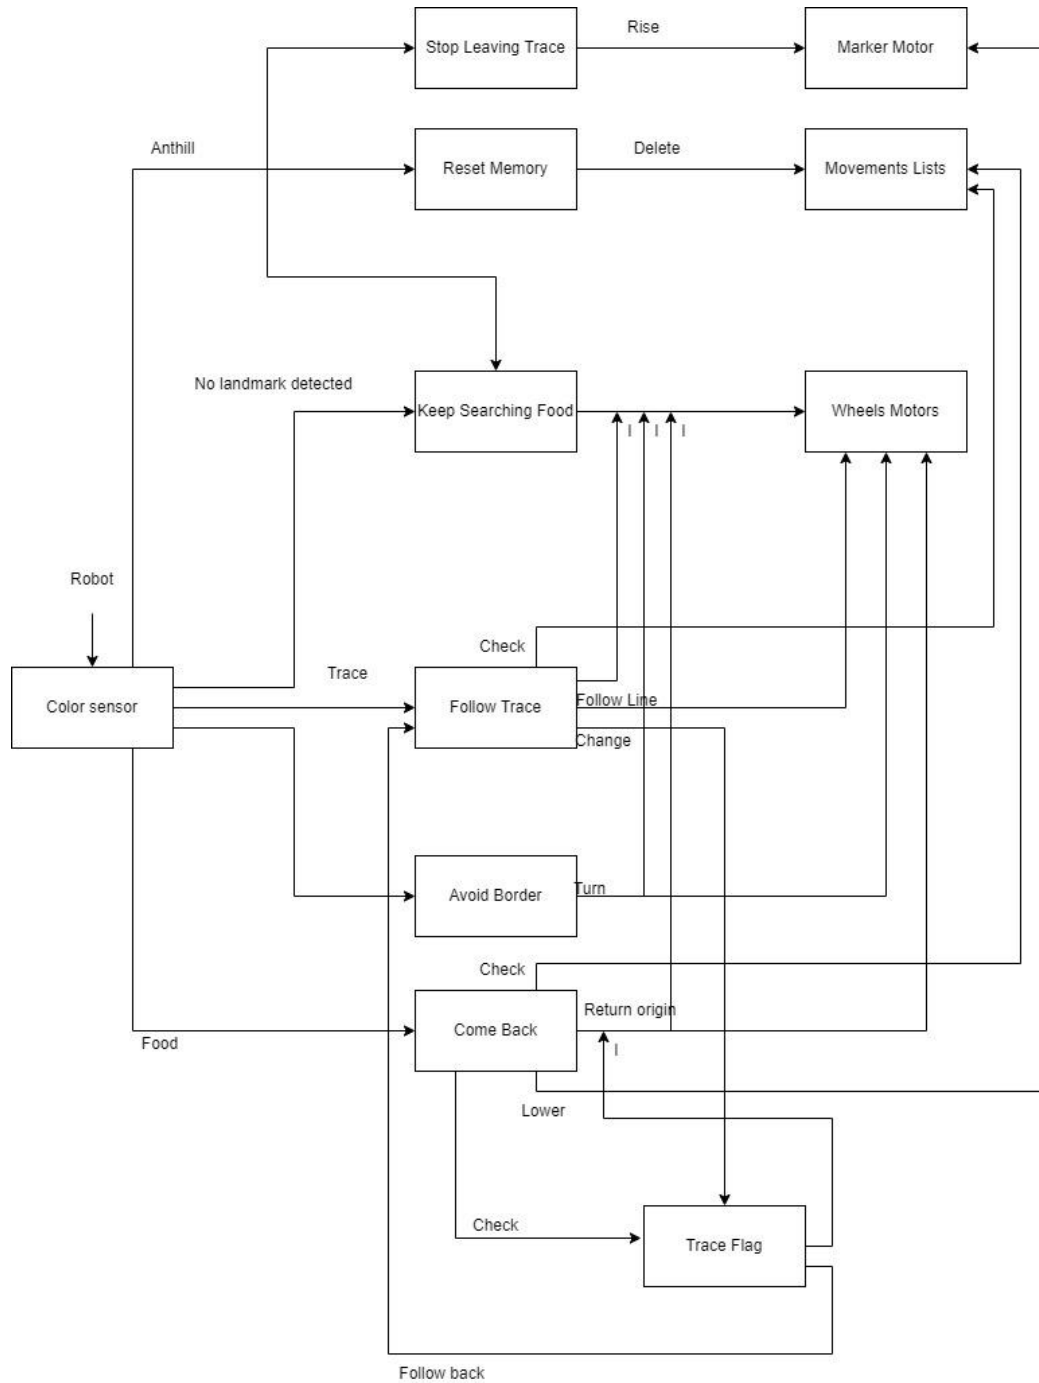 Rise
Stop Leaving Trace
Marker Motor
Anthill
Delete
Reset Memory
Movements Lists
No landmark detected
Keep Searching Food
Wheels Motors
I
I
I
Robot
Check
Trace
Color sensor
Follow Trace
Follow Line
Change
Avoid Border
Turn
Check
Return origin
Come Back
Food
I
Lower
Check
Trace Flag
Follow back